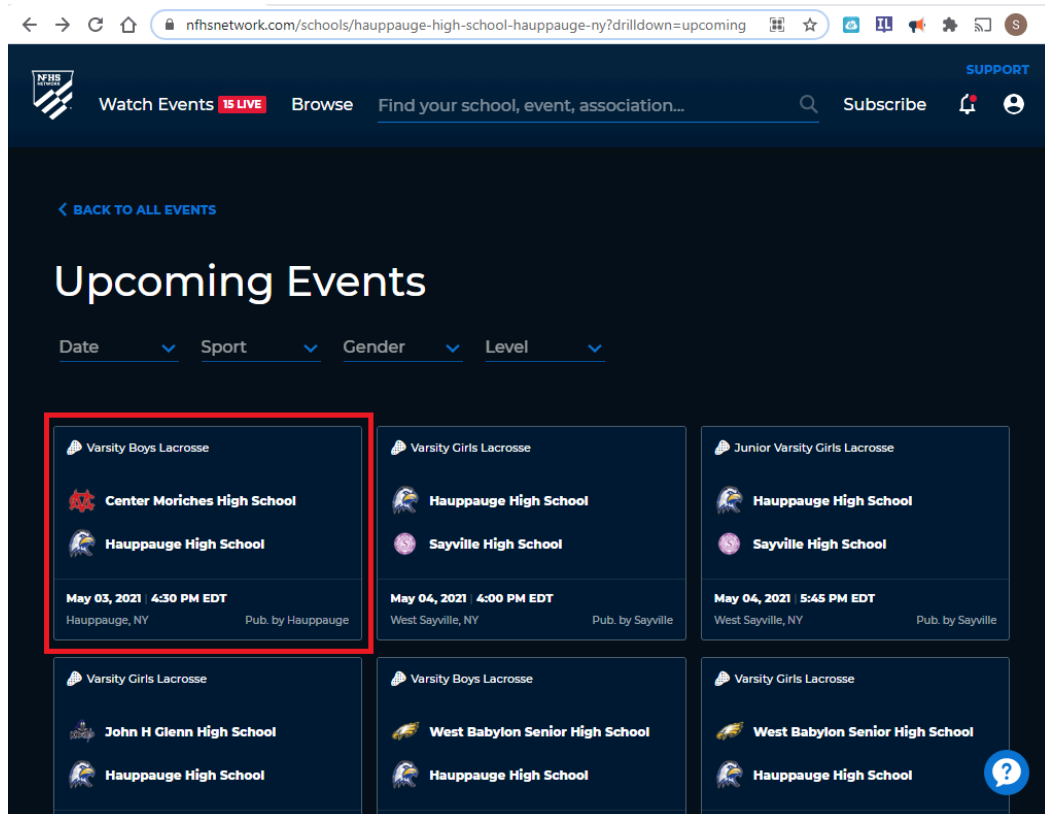 nfhsnetwork.com/schools/hauppauge-high-school-hauppauge-ny?drilldown=upcoming
IL
S
SUPPORT
NFHS
NETWORK
Watch Events 15 LIVE Browse Find your school, event, association... Subscribe
BACK TO ALL EVENTS
Upcoming Events
Date Sport Gender Level
Varsity Boys Lacrosse
Center Moriches High School
Hauppauge High School
May 03, 2021 | 4:30 PM EDT
Hauppauge, NY Pub. by Hauppauge
Varsity Girls Lacrosse
Hauppauge High School
Sayville High School
May 04, 2021 | 4:00 PM EDT
West Sayville, NY Pub. by Sayville
Junior Varsity Girls Lacrosse
Hauppauge High School
Sayville High School
May 04, 2021 | 5:45 PM EDT
West Sayville, NY Pub. by Sayville
Varsity Girls Lacrosse
John H Glenn High School
Hauppauge High School
Varsity Boys Lacrosse
West Babylon Senior High School
Hauppauge High School
Varsity Girls Lacrosse
West Babylon Senior High School
Hauppauge High School
?